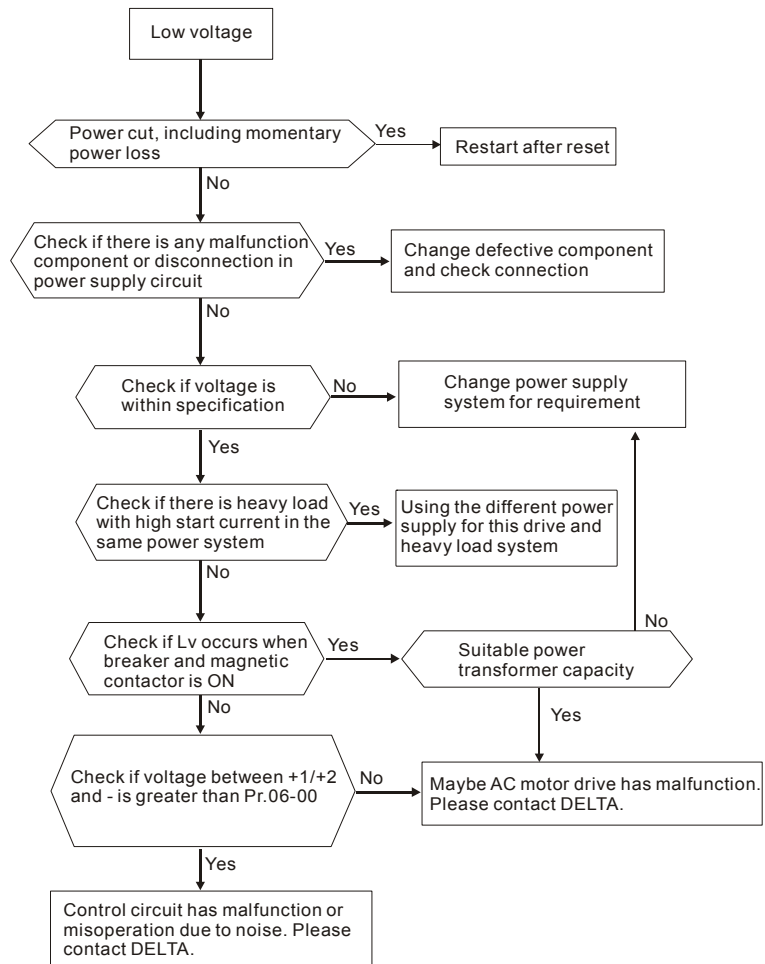 Low voltage
Power cut, including momentary
power loss
Yes
Restart after reset
No
Check if there is any malfunction
component or disconnection in
power supply circuit
Yes
Change defective component
and check connection
No
Check if voltage is
within specification
No
Change power supply
system for requirement
Yes
Check if there is heavy load
with high start current in the
same power system
Yes
Using the different power
supply for this drive and
heavy load system
No
Check if Lv occurs when
breaker and magnetic
contactor is ON
Yes
Suitable power
transformer capacity
No
Yes
No
Check if voltage between +1/+2
and - is greater than Pr.06-00
No
Maybe AC motor drive has malfunction.
Please contact DELTA.
Yes
Control circuit has malfunction or
misoperation due to noise. Please
contact DELTA.